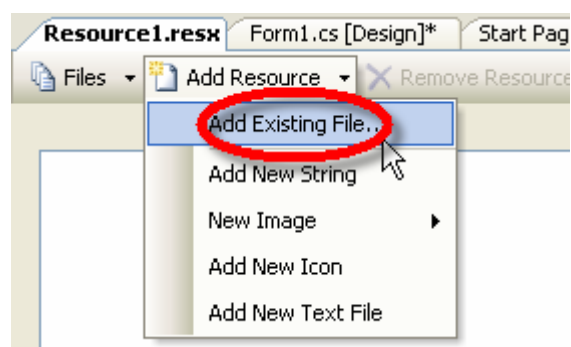 Resource1.resx Form1.cs [Design]* Start Pag
Files Add Resource Remove Resource
Add Existing File...
Add New String
New Image
Add New Icon
Add New Text File